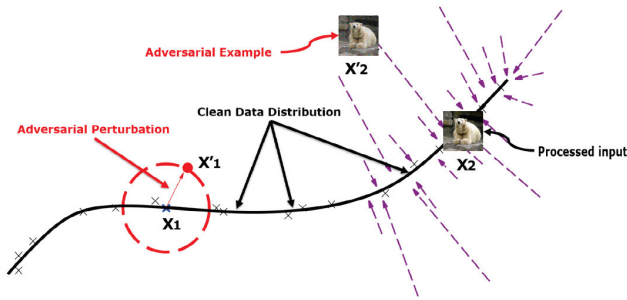 Adversarial Example
X'2
Clean Data Distribution
Adversarial Perturbation
X'1
X2
Processed input
X1